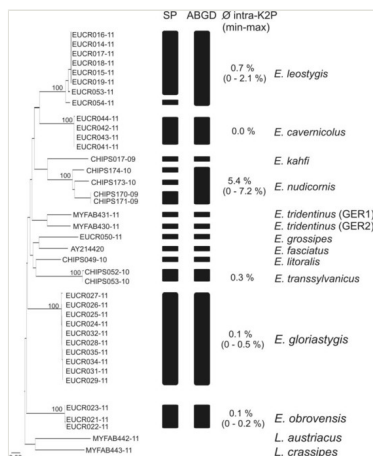 SP ABGD Ø intra-K2P
(min-max)
EUCR016-11
EUCR014-11
EUCR017-11
EUCR018-11
EUCR015-11
EUCR019-11
100 EUCR053-11
EUCR054-11
0.7 %
(0 - 2.1 %)
E. leostygis
EUCR044-11
100 EUCR042-11
EUCR043-11
EUCR041-11
0.0 %
E. cavernicolus
CHIPS017-09
E. kahfi
CHIPS174-10
100 CHIPS173-10
CHIPS170-09
CHIPS171-09
5.4 %
(0 - 7.2 %)
E. nudicornis
MYFAB431-11
E. tridentinus (GER1)
MYFAB430-11
E. tridentinus (GER2)
EUCR050-11
E. grossipes
AY214420
E. fasciatus
CHIPS049-10
E. litoralis
100 CHIPS052-10
CHIPS053-10
0.3 %
E. transsylvanicus
EUCR027-11
EUCR026-11
EUCR025-11
EUCR024-11
EUCR032-11
EUCR028-11
EUCR035-11
100 EUCR034-11
EUCR031-11
EUCR029-11
0.1 %
(0 - 0.5 %)
E. gloriastygis
EUCR023-11
100
EUCR021-11
EUCR022-11
0.1 %
(0 - 0.2 %)
E. obrovensis
MYFAB442-11
L. austriacus
MYFAB443-11
L. crassipes